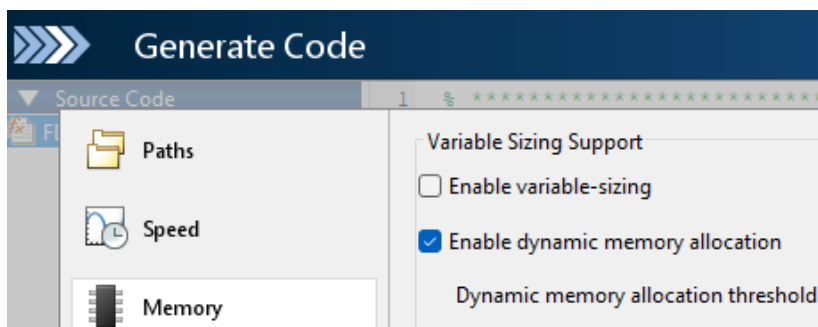 Generate Code
Source Code
1 % *************************
Paths
Variable Sizing Support
Enable variable-sizing
Speed
Enable dynamic memory allocation
Dynamic memory allocation threshold
Memory